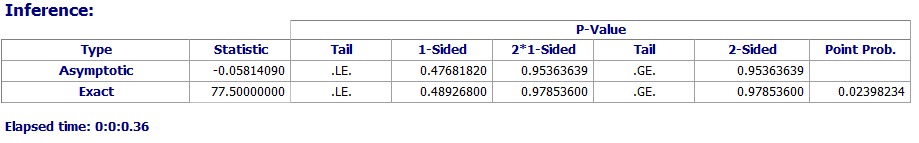 Inference:
P-Value
Type Statistic Tail 1-Sided 2*1-Sided Tail 2-Sided Point Prob.
Asymptotic -0.05814090 .LE. 0.47681820 0.95363639 .GE. 0.95363639
Exact 77.50000000 .LE. 0.48926800 0.97853600 .GE. 0.97853600 0.02398234
Elapsed time: 0:0:0.36